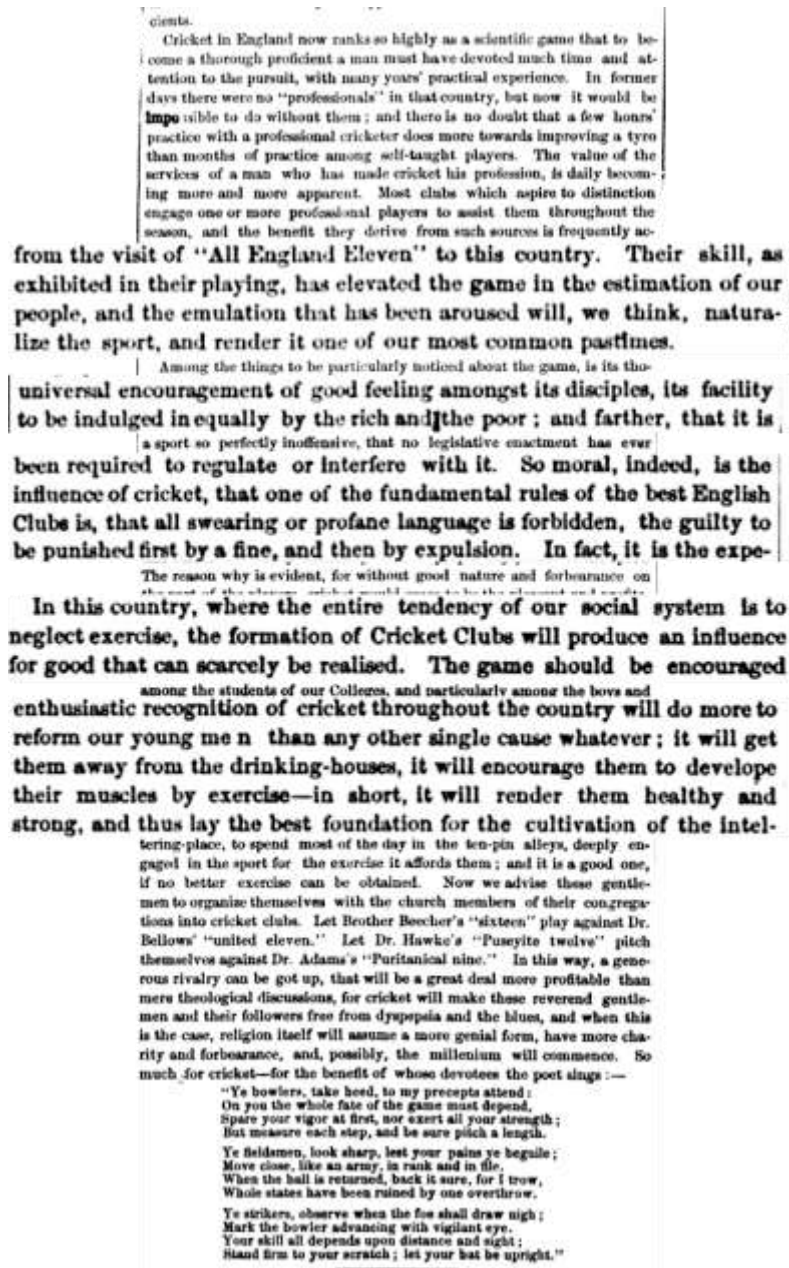 cients.
Cricket in England now ranks so highly as a scientific game that to be-
come a thorough proficient a man must have devoted much time and at-
tention to the pursuit, with many years' practical experience. In former
days there were no "professionals" in that country, but now it would be
impo sible to do without them; and there is no doubt that a few hours'
practice with a professional cricketer does more towards improving a tyro
than months of practice among self-taught players. The value of the
services of a man who has made cricket his profession, is daily becom-
ing more and more apparent. Most clubs which aspire to distinction
engage one or more professional players to assist them throughout the
season, and the benefit they derive from such sources is frequently ac-
from the visit of "All England Eleven" to this country. Their skill, as
exhibited in their playing, has elevated the game in the estimation of our
people, and the emulation that has been aroused will, we think, natura-
lize the sport, and render it one of our most common pastimes.
Among the things to be particularly noticed about the game, is its tho-
universal encouragement of good feeling amongst its disciples, its facility
to be indulged in equally by the rich and the poor; and farther, that it is
a sport so perfectly inoffensive, that no legislative enactment has ever
been required to regulate or interfere with it. So moral, indeed, is the
influence of cricket, that one of the fundamental rules of the best English
Clubs is, that all swearing or profane language is forbidden, the guilty to
be punished first by a fine, and then by expulsion. In fact, it is the expe-
The reason why is evident, for without good nature and forbearance on
In this country, where the entire tendency of our social system is to
neglect exercise, the formation of Cricket Clubs will produce an influence
for good that can scarcely be realised. The game should be encouraged
among the students of our Colleges, and particularly among the boys and
enthusiastic recognition of cricket throughout the country will do more to
reform our young me n than any other single cause whatever; it will get
them away from the drinking-houses, it will encourage them to develope
their muscles by exercise—in short, it will render them healthy and
strong, and thus lay the best foundation for the cultivation of the intel-
tering-place, to spend most of the day in the ten-pin alleys, deeply en-
gaged in the sport for the exercise it affords them; and it is a good one,
if no better exercise can be obtained. Now we advise these gentle-
men to organize themselves with the church members of their congrega-
tions into cricket clubs. Let Brother Beecher's "sixteen" play against Dr.
Bellows' "united eleven." Let Dr. Hawke's "Puseyite twelve" pitch
themselves against Dr. Adams's "Puritanical nine." In this way, a gene-
rous rivalry can be got up, that will be a great deal more profitable than
mere theological discussions, for cricket will make these reverend gentle-
men and their followers free from dyspepsia and the blues, and when this
is the case, religion itself will assume a more genial form, have more cha-
rity and forbearance, and, possibly, the millenium will commence. So
much for cricket—for the benefit of whose devotees the poet sings:—
"Ye bowlers, take heed, to my precepts attend:
On you the whole fate of the game must depend,
Spare your vigor at first, nor exert all your strength;
But measure each step, and be sure pitch a length.
Ye fieldsmen, look sharp, lest your pains ye beguile;
Move close, like an army, in rank and in file.
When the ball is returned, back it sure, for I trow,
Whole states have been ruined by one overthrow.
Ye strikers, observe when the foe shall draw nigh;
Mark the bowler advancing with vigilant eye.
Your skill all depends upon distance and sight;
Stand firm to your scratch; let your bat be upright."